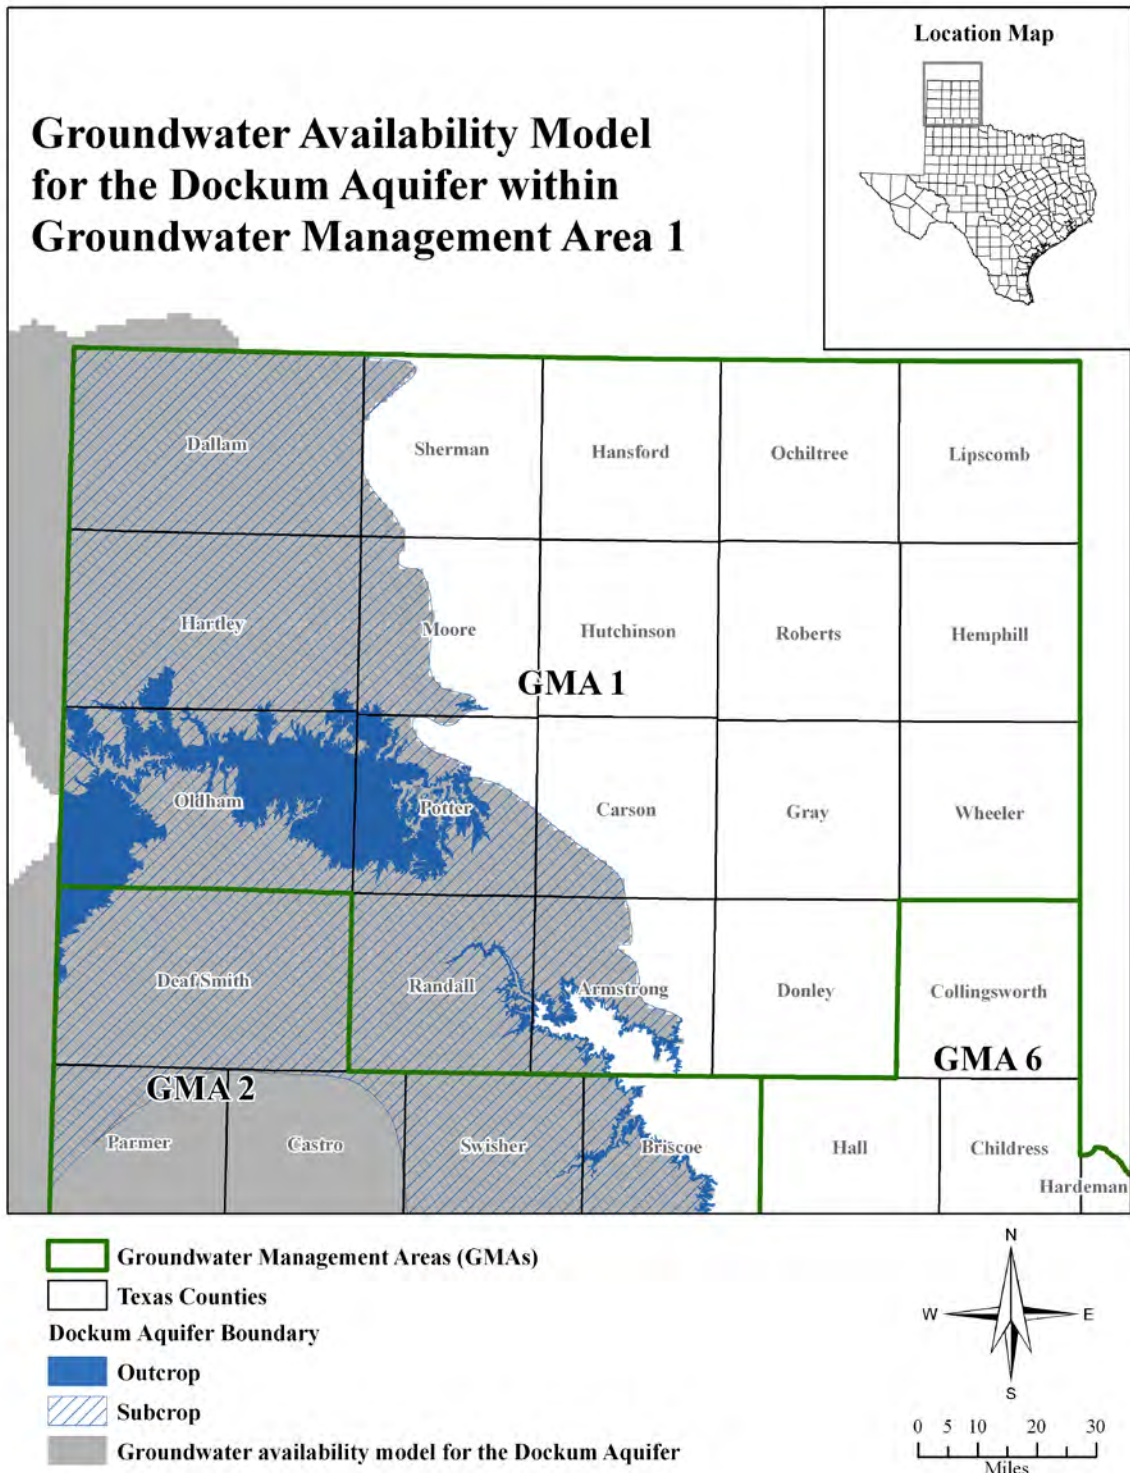 Location Map
Groundwater Availability Model
for the Dockum Aquifer within
Groundwater Management Area 1
Dallam
Sherman
Hansford
Ochiltree
Lipscomb
Hartley
Moore
Hutchinson
Roberts
Hemphill
GMA 1
Oldham
Potter
Carson
Gray
Wheeler
Deaf Smith
Randall
Armstrong
Donley
Collingsworth
GMA 6
GMA 2
Parmer
Castro
Swisher
Briscoe
Hall
Childress
Hardeman
Groundwater Management Areas (GMAs)
Texas Counties
Dockum Aquifer Boundary
Outcrop
Subcrop
Groundwater availability model for the Dockum Aquifer
N
W
E
S
0 5 10 20 30
Miles